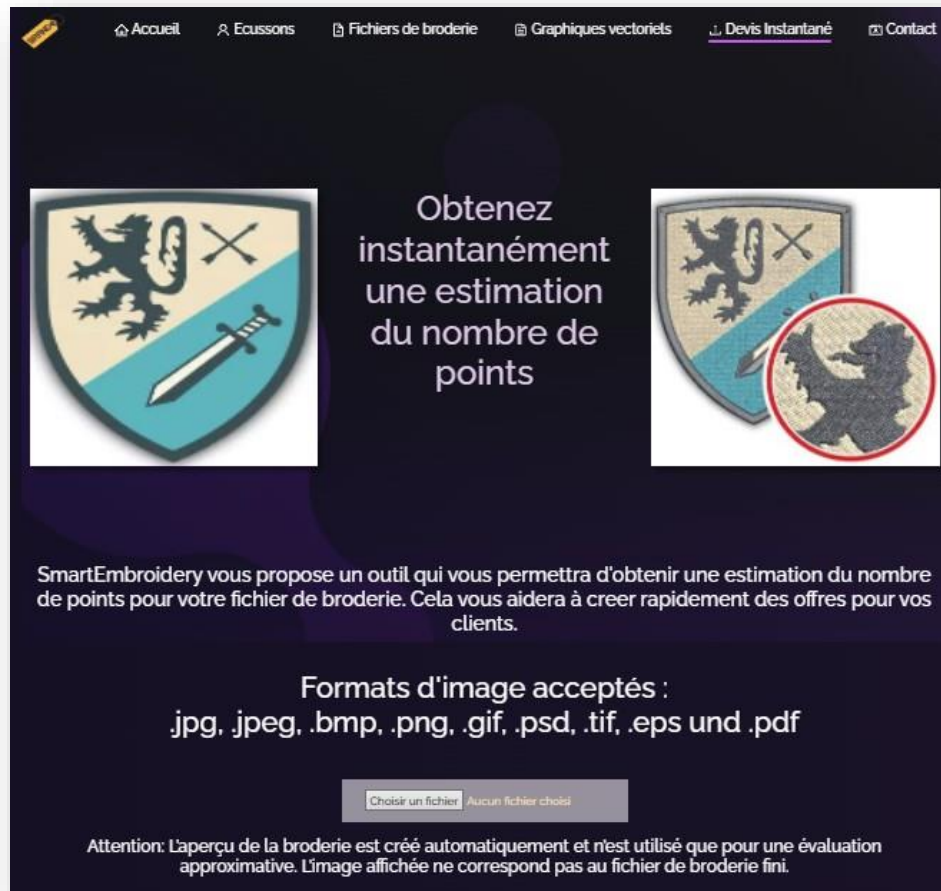 Accueil
Ecussons
Fichiers de broderie
Graphiques vectoriels
Devis Instantané
Contact
Obtenez
instantanément
une estimation
du nombre de
points
SmartEmbroidery vous propose un outil qui vous permettra d'obtenir une estimation du nombre
de points pour votre fichier de broderie. Cela vous aidera à creer rapidement des offres pour vos
clients.
Formats d'image acceptés :
.jpg, .jpeg, .bmp, .png, .gif, .psd, .tif, .eps und .pdf
Choisir un fichier Aucun fichier choisi
Attention: L'aperçu de la broderie est créé automatiquement et n'est utilisé que pour une évaluation
approximative. L'image affichée ne correspond pas au fichier de broderie fini.